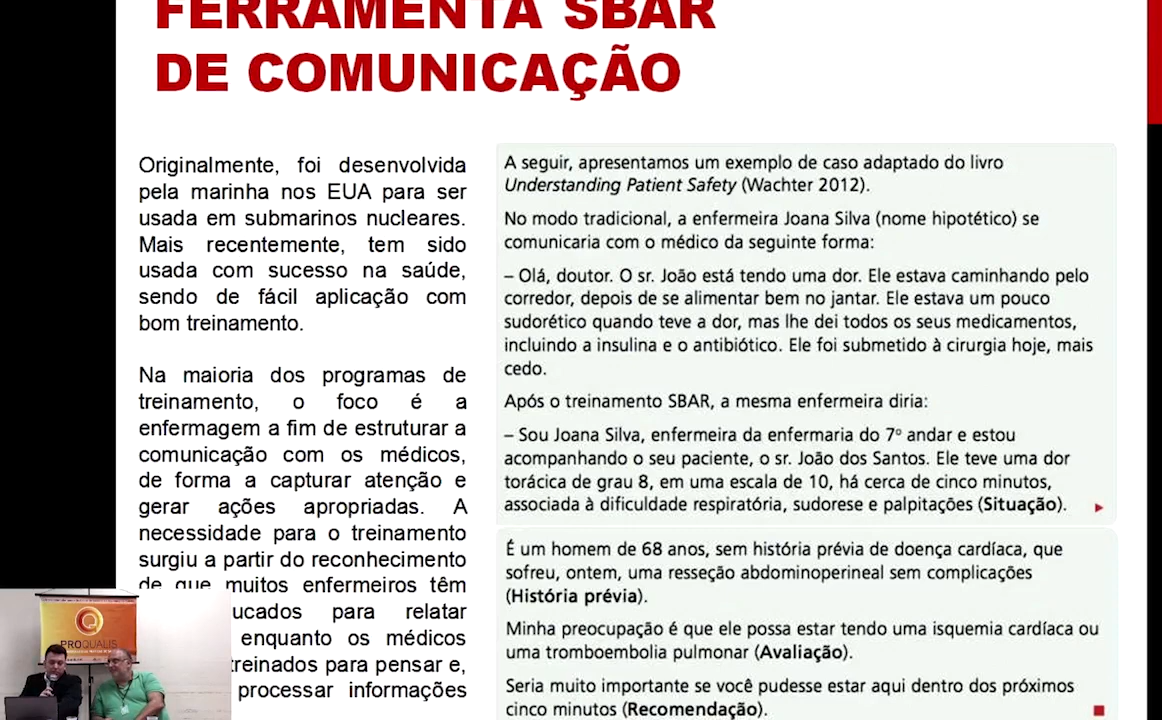 FERRAMENTA SBAR
DE COMUNICAÇÃO
Originalmente, foi desenvolvida
pela marinha nos EUA para ser
usada em submarinos nucleares.
Mais recentemente, tem sido
usada com sucesso na saúde,
sendo de fácil aplicação com
bom treinamento.
Na maioria dos programas de
treinamento, o foco é a
enfermagem a fim de estruturar a
comunicação com os médicos,
de forma a capturar atenção e
gerar ações apropriadas. A
necessidade para o treinamento
surgiu a partir do reconhecimento
de que muitos enfermeiros têm
ucados para relatar
enquanto os médicos
treinados para pensar e,
processar informações
A seguir, apresentamos um exemplo de caso adaptado do livro
Understanding Patient Safety (Wachter 2012).
No modo tradicional, a enfermeira Joana Silva (nome hipotético) se
comunicaria com o médico da seguinte forma:
– Olá, doutor. O sr. João está tendo uma dor. Ele estava caminhando pelo
corredor, depois de se alimentar bem no jantar. Ele estava um pouco
sudorético quando teve a dor, mas lhe dei todos os seus medicamentos,
incluindo a insulina e o antibiótico. Ele foi submetido à cirurgia hoje, mais
cedo.
Após o treinamento SBAR, a mesma enfermeira diria:
– Sou Joana Silva, enfermeira da enfermaria do 7º andar e estou
acompanhando o seu paciente, o sr. João dos Santos. Ele teve uma dor
torácica de grau 8, em uma escala de 10, há cerca de cinco minutos,
associada à dificuldade respiratória, sudorese e palpitações (Situação).
É um homem de 68 anos, sem história prévia de doença cardíaca, que
sofreu, ontem, uma resseção abdominoperineal sem complicações
(História prévia).
Minha preocupação é que ele possa estar tendo uma isquemia cardíaca ou
uma tromboembolia pulmonar (Avaliação).
Seria muito importante se você pudesse estar aqui dentro dos próximos
cinco minutos (Recomendação).
PROQUALIS